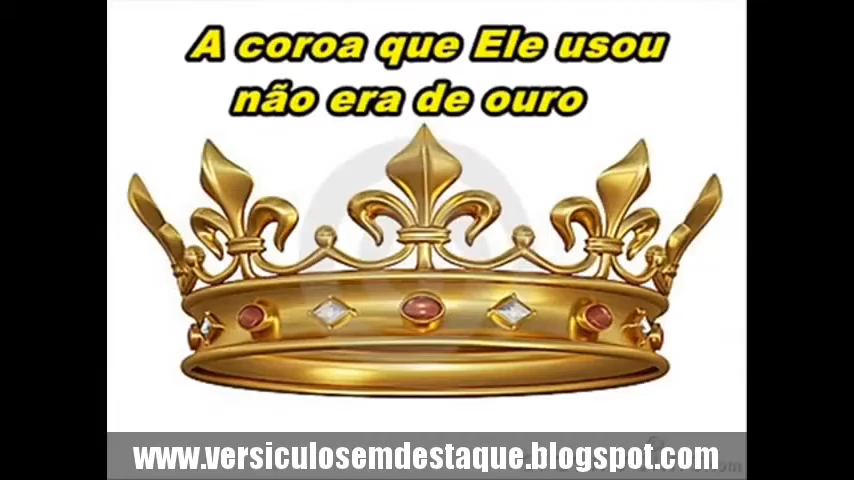 A coroa que Ele usou
não era de ouro
www.versiculosemdestaque.blogspot.com